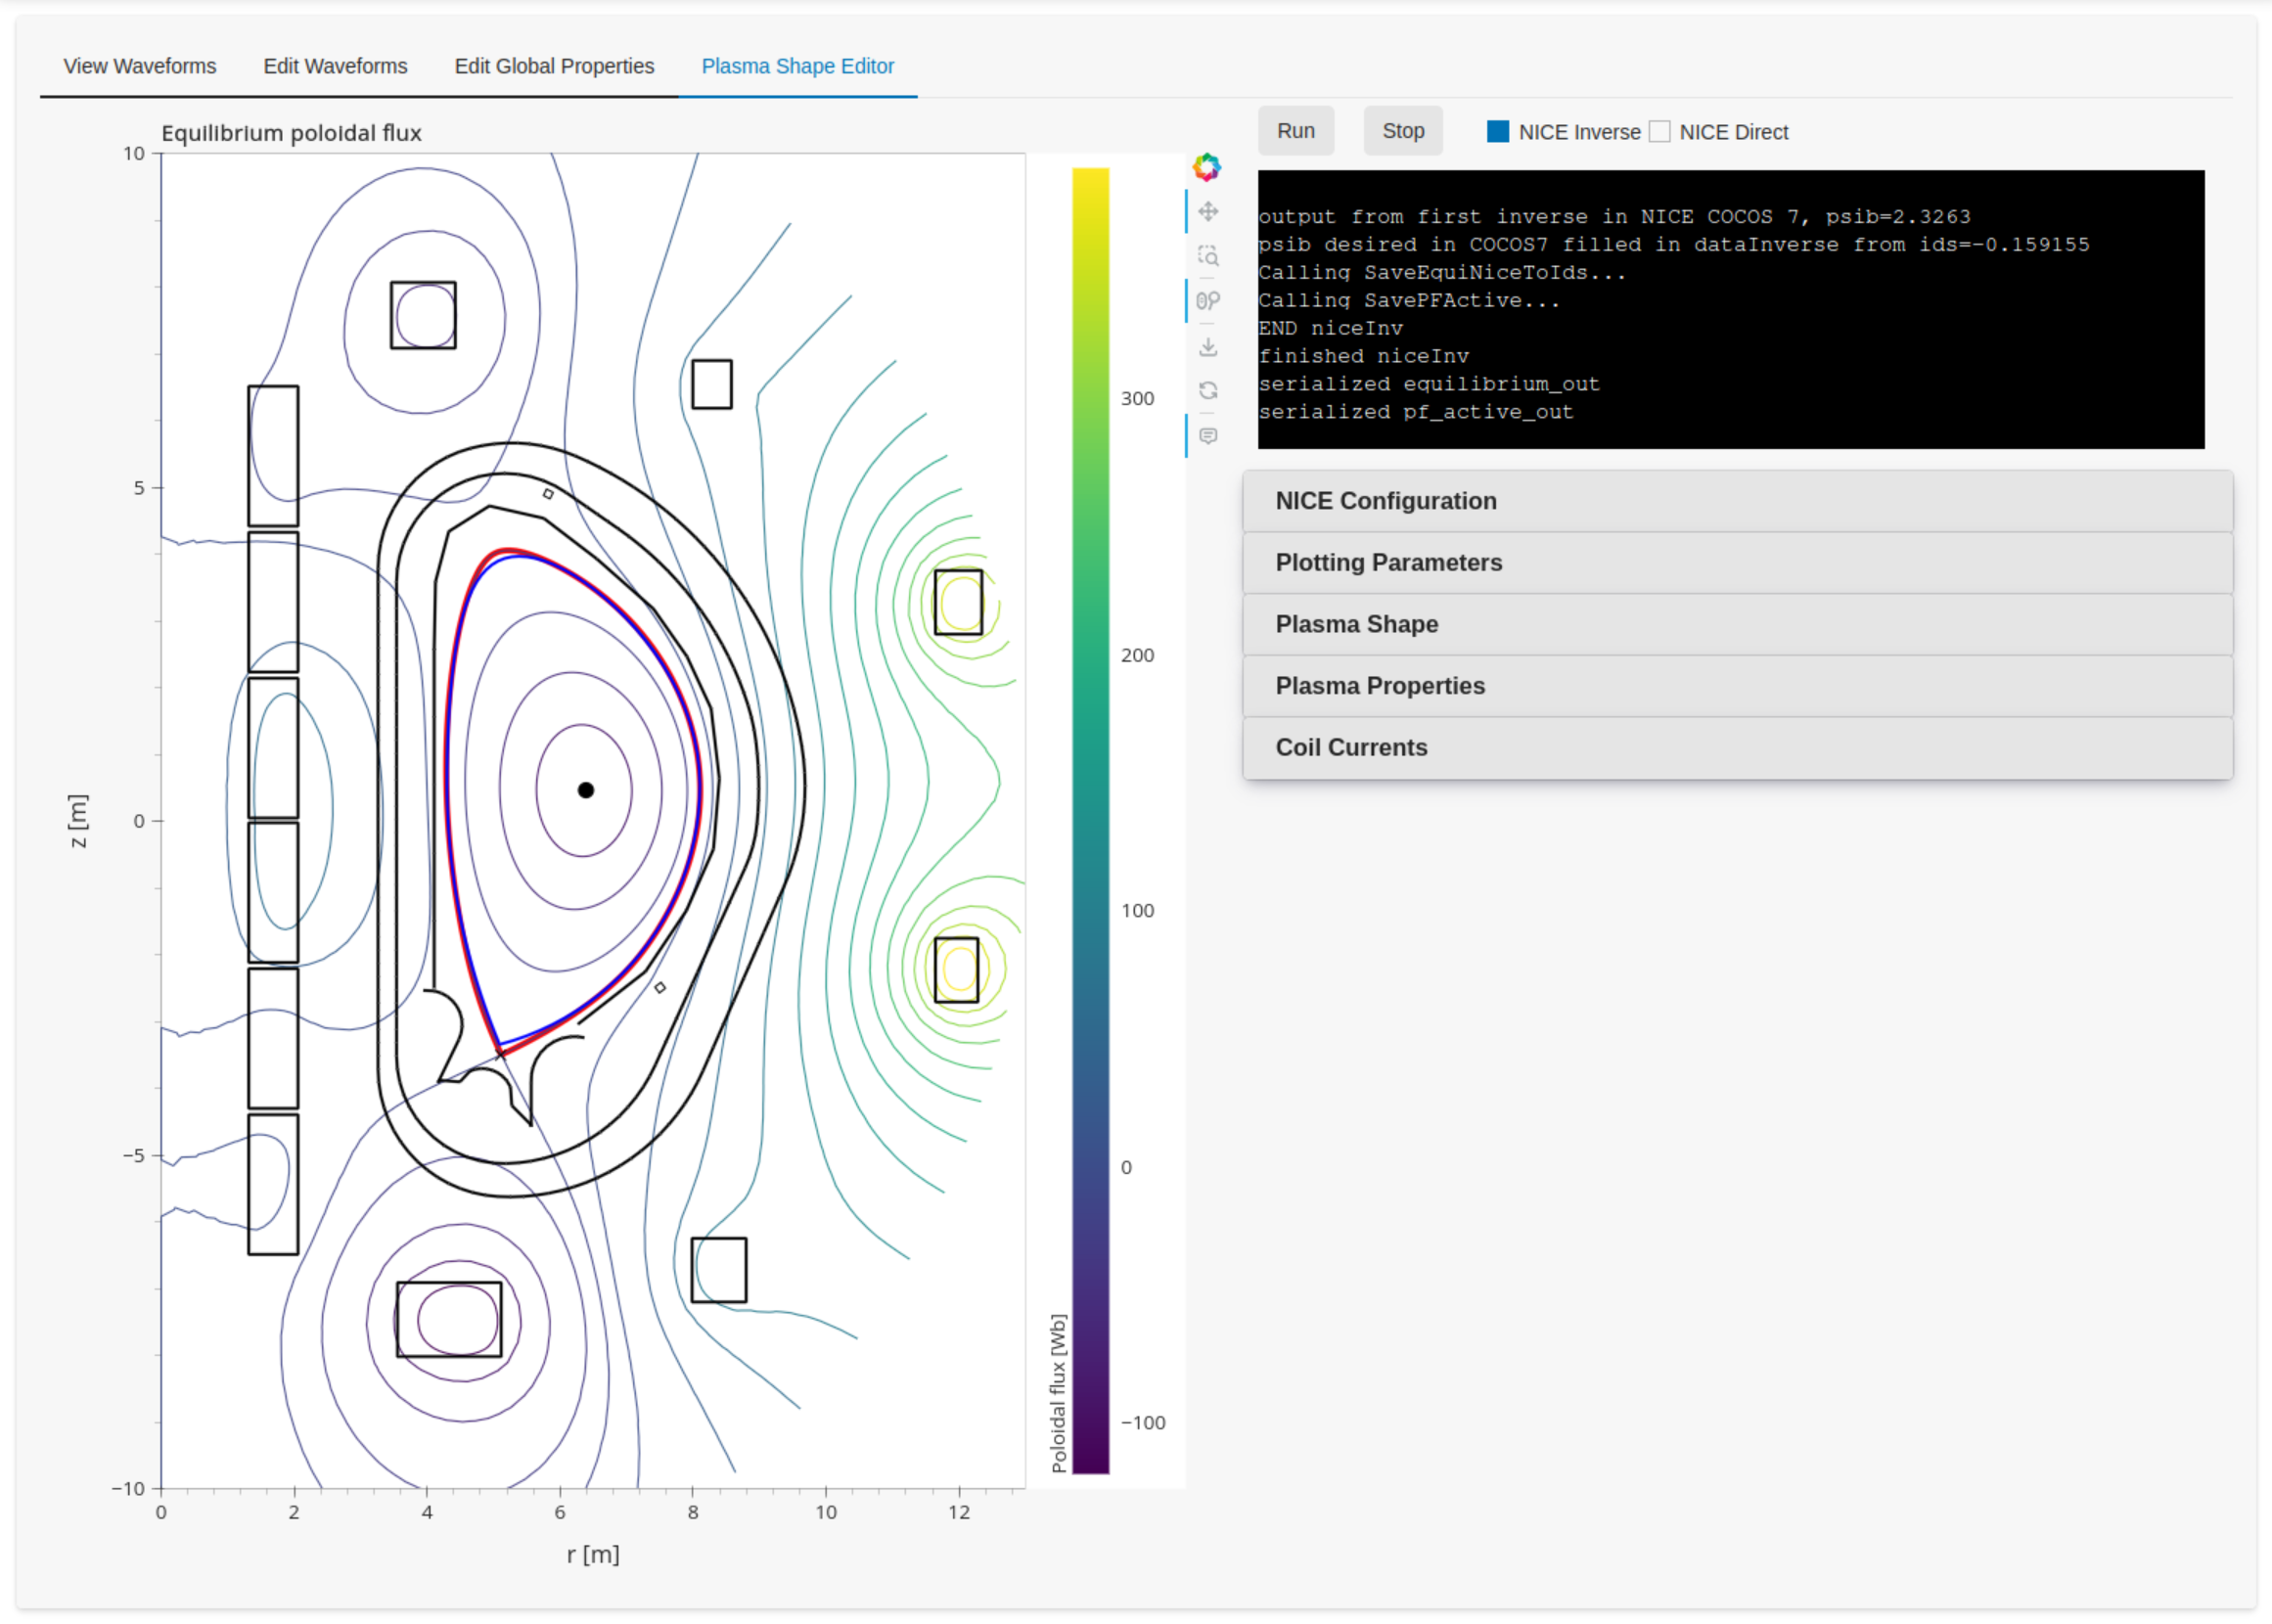 View Waveforms Edit Waveforms Edit Global Properties Plasma Shape Editor
Equilibrium poloidal flux
10
5
0
−5
−10
z [m]
0 2 4 6 8 10 12
r [m]
300
200
100
0
−100
Poloidal flux [Wb]
Run Stop NICE Inverse NICE Direct
output from first inverse in NICE COCOS 7, psib=2.3263
psib desired in COCOS7 filled in dataInverse from ids=-0.159155
Calling SaveEquiNiceToIds...
Calling SavePFActive...
END niceInv
finished niceInv
serialized equilibrium_out
serialized pf_active_out
NICE Configuration
Plotting Parameters
Plasma Shape
Plasma Properties
Coil Currents